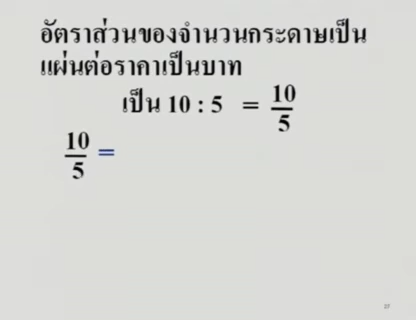 อัตราส่วนของจำนวนกระดาษเป็น
แผ่นต่อราคาเป็นบาท
เป็น 10 : 5 = 10/5
10/5 =